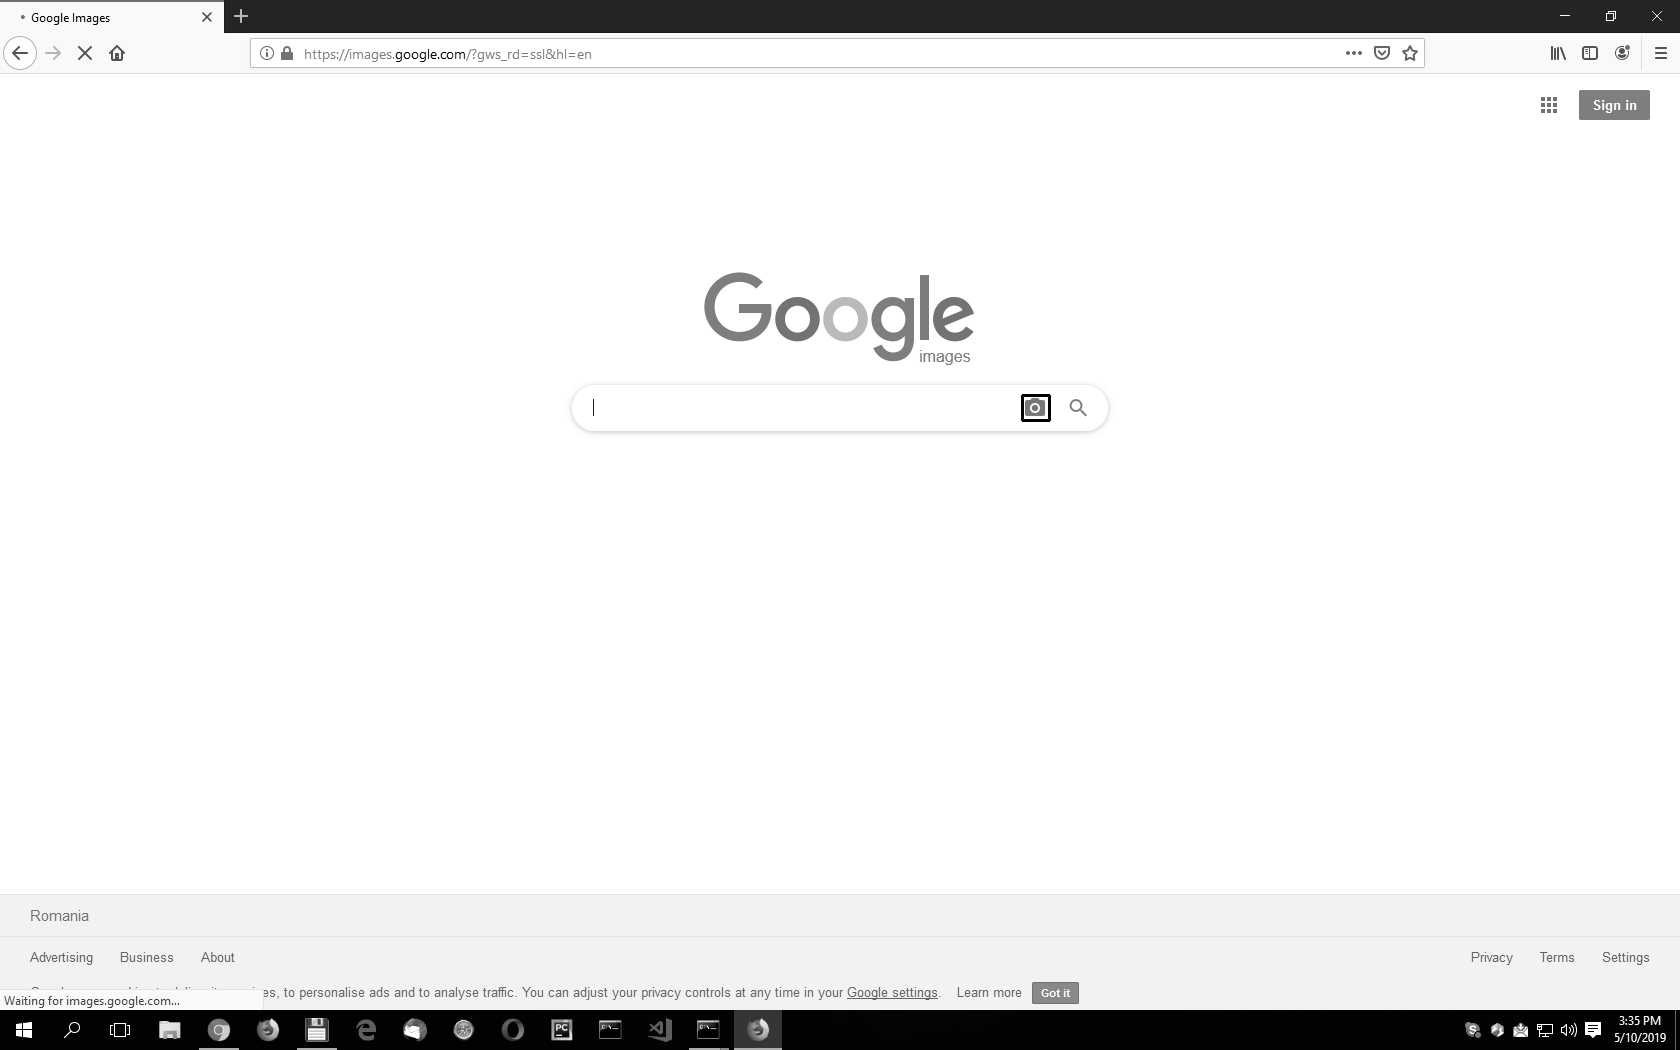 Google Images
https://images.google.com/?gws_rd=ssl&hl=en
Sign in
Google
images
Romania
Advertising Business About Privacy Terms Settings
es, to personalise ads and to analyse traffic. You can adjust your privacy controls at any time in your Google settings. Learn more Got it
Waiting for images.google.com...
PC
3:35 PM
5/10/2019